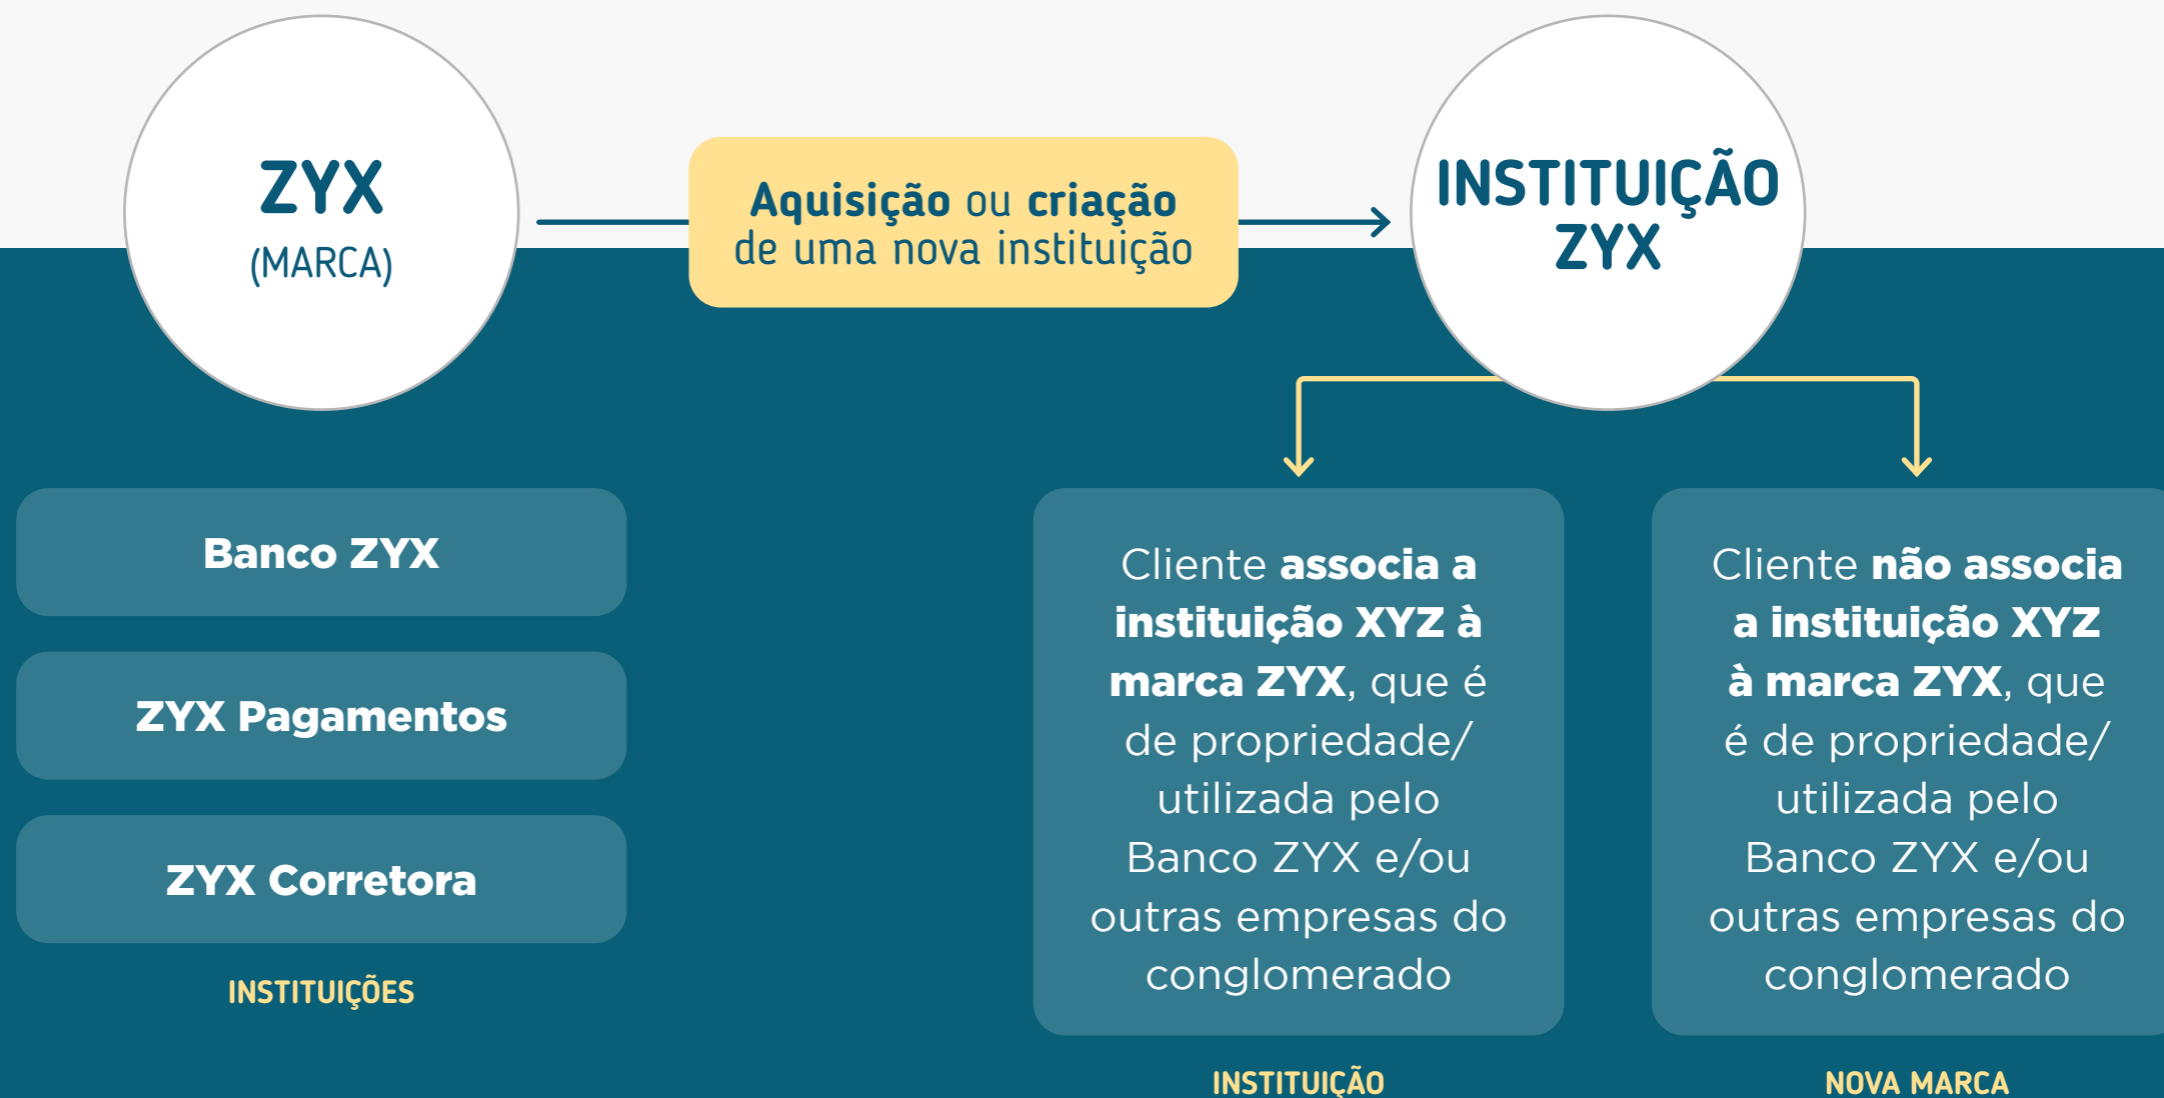 ZYX
(MARCA)
Aquisição ou criação
de uma nova instituição
INSTITUIÇÃO
ZYX
Banco ZYX
ZYX Pagamentos
ZYX Corretora
INSTITUIÇÕES
Cliente associa a
instituição XYZ à
marca ZYX, que é
de propriedade/
utilizada pelo
Banco ZYX e/ou
outras empresas do
conglomerado
INSTITUIÇÃO
Cliente não associa
a instituição XYZ
à marca ZYX, que
é de propriedade/
utilizada pelo
Banco ZYX e/ou
outras empresas do
conglomerado
NOVA MARCA